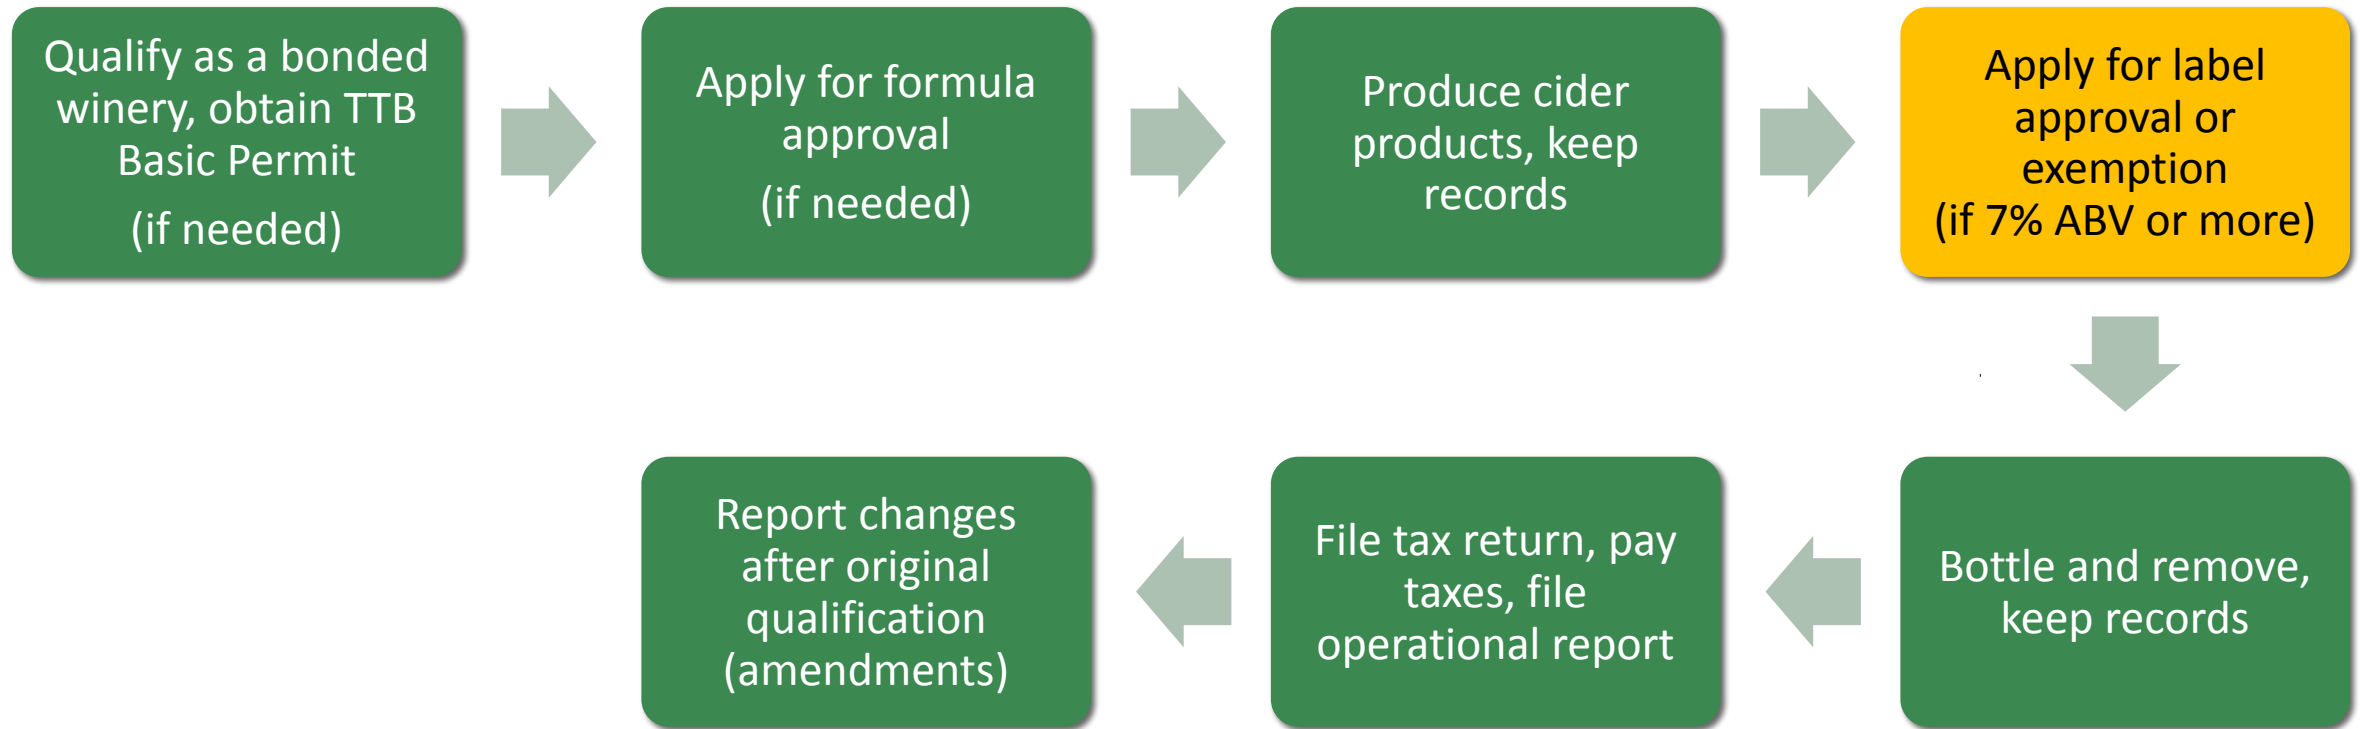 Qualify as a bonded
winery, obtain TTB
Basic Permit
(if needed)
Apply for formula
approval
(if needed)
Produce cider
products, keep
records
Apply for label
approval or
exemption
(if 7% ABV or more)
Bottle and remove,
keep records
File tax return, pay
taxes, file
operational report
Report changes
after original
qualification
(amendments)